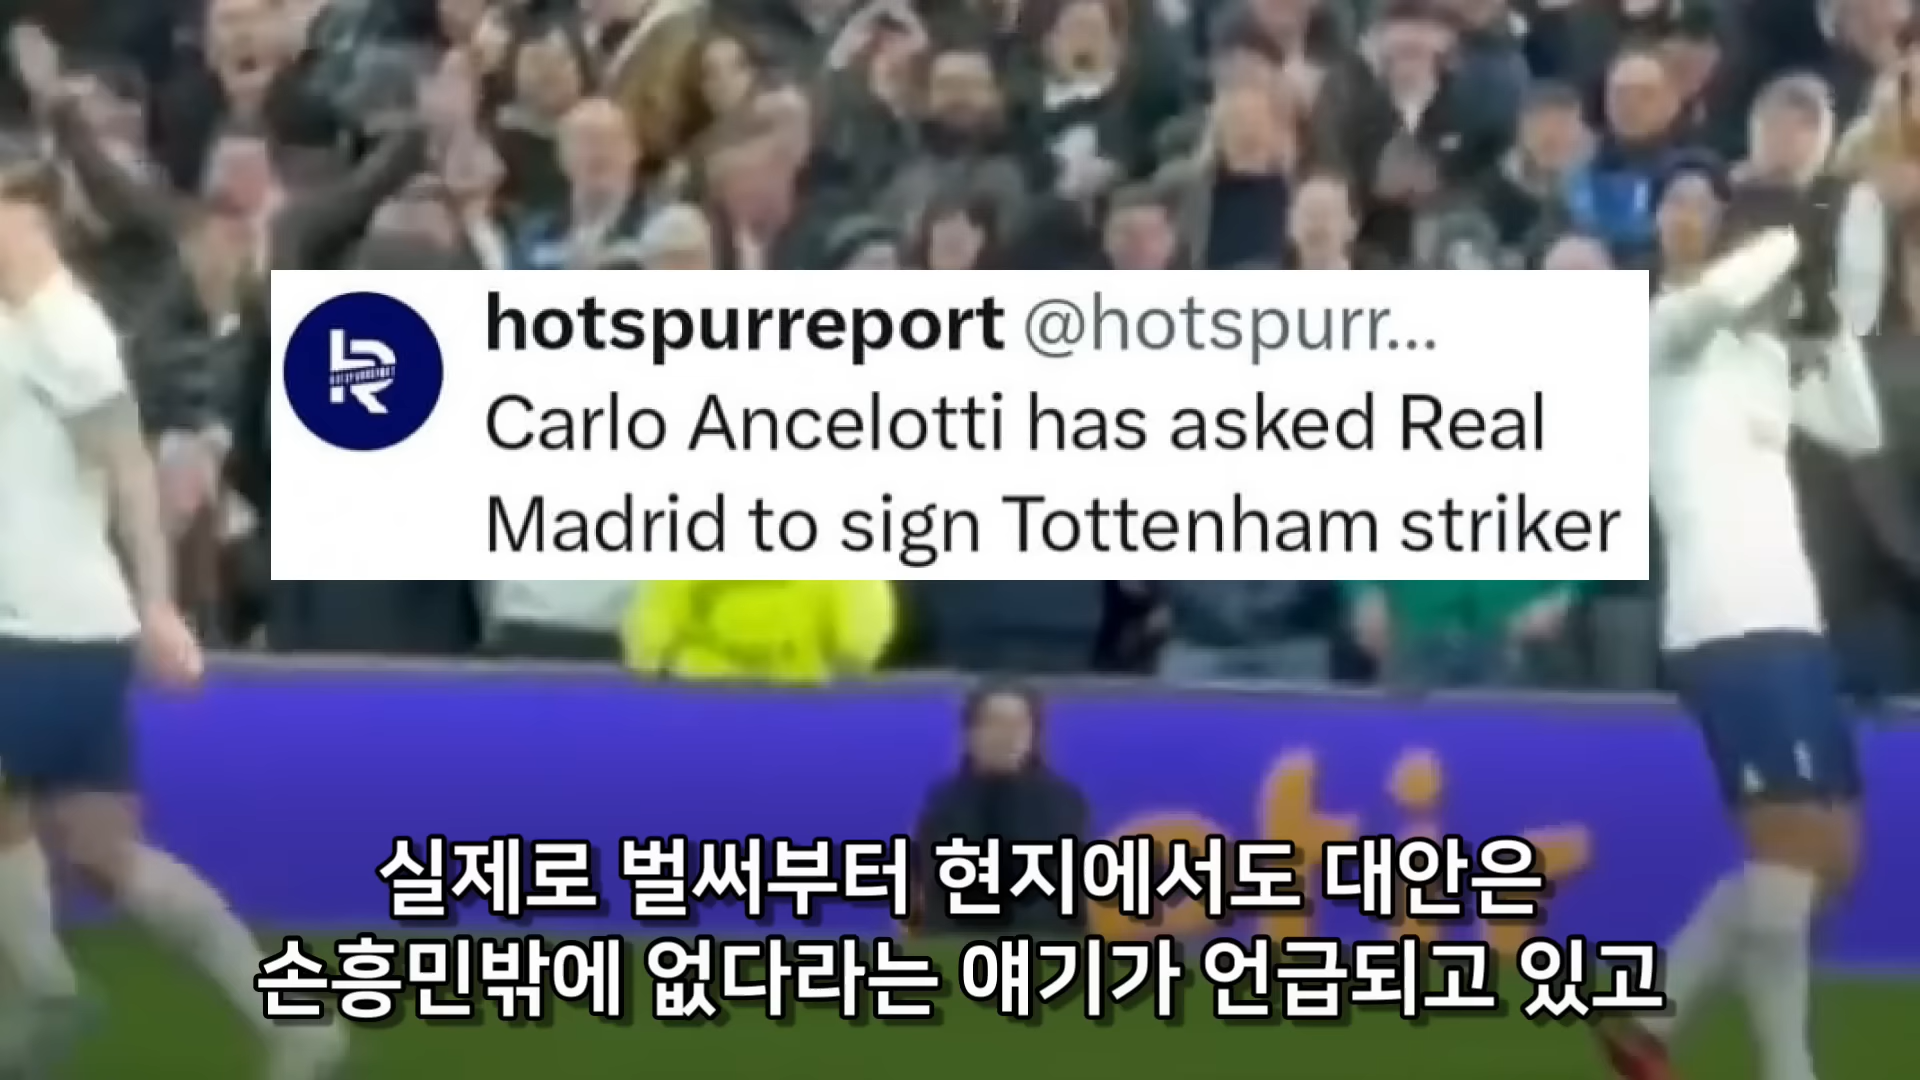 hotspurreport @hotspurr...
Carlo Ancelotti has asked Real
Madrid to sign Tottenham striker
실제로 벌써부터 현지에서도 대안은
손흥민밖에 없다라는 얘기가 언급되고 있고